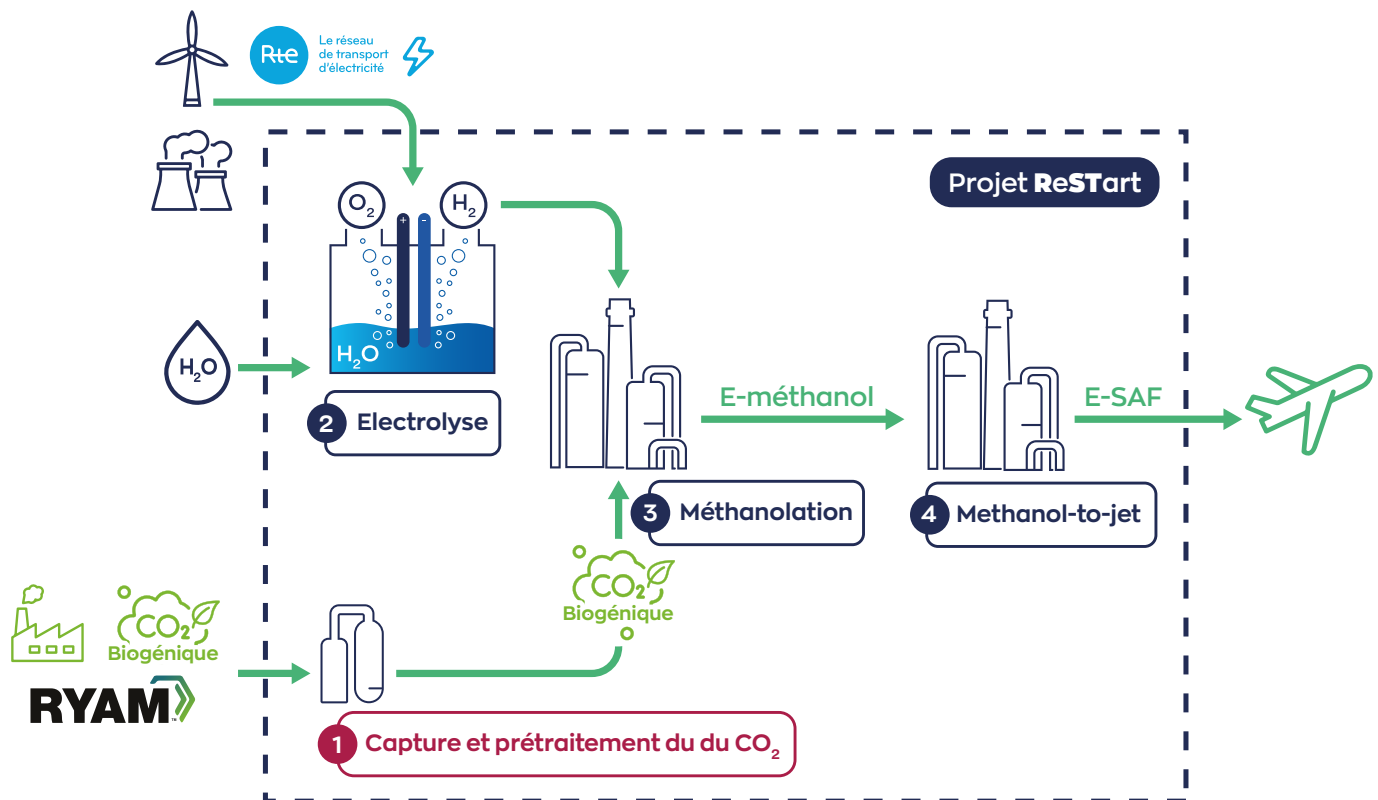 Rte
Le réseau
de transport
d'électricité
Projet ReSTart
O₂
H₂
+
-
H₂O
H₂O
2 Electrolyse
E-méthanol
E-SAF
3 Méthanolation
4 Methanol-to-jet
CO₂
Biogénique
CO₂
Biogénique
RYAM™
1 Capture et prétraitement du du CO₂